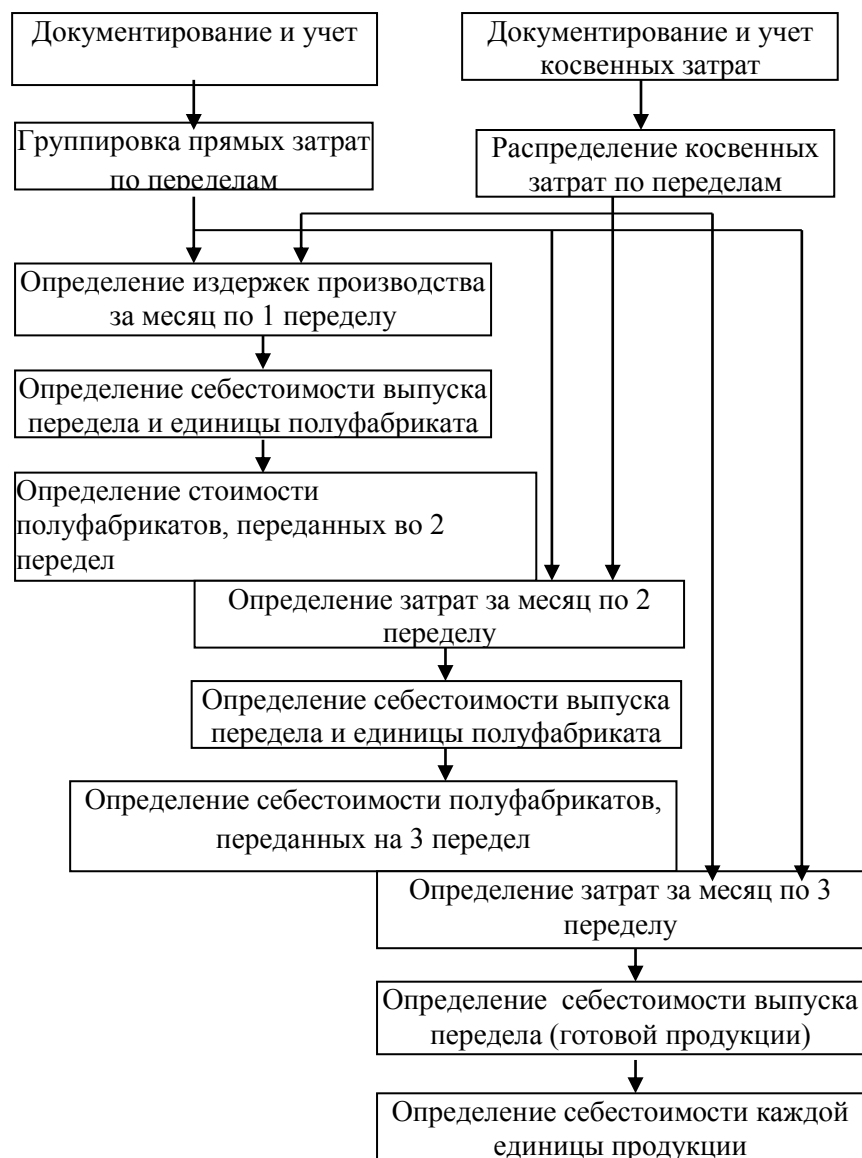 Документирование и учет
Документирование и учет
косвенных затрат
Группировка прямых затрат
по переделам
Распределение косвенных
затрат по переделам
Определение издержек производства
за месяц по 1 переделу
Определение себестоимости выпуска
передела и единицы полуфабриката
Определение стоимости
полуфабрикатов, переданных во 2
передел
Определение затрат за месяц по 2
переделу
Определение себестоимости выпуска
передела и единицы полуфабриката
Определение себестоимости полуфабрикатов,
переданных на 3 передел
Определение затрат за месяц по 3
переделу
Определение себестоимости выпуска
передела (готовой продукции)
Определение себестоимости каждой
единицы продукции